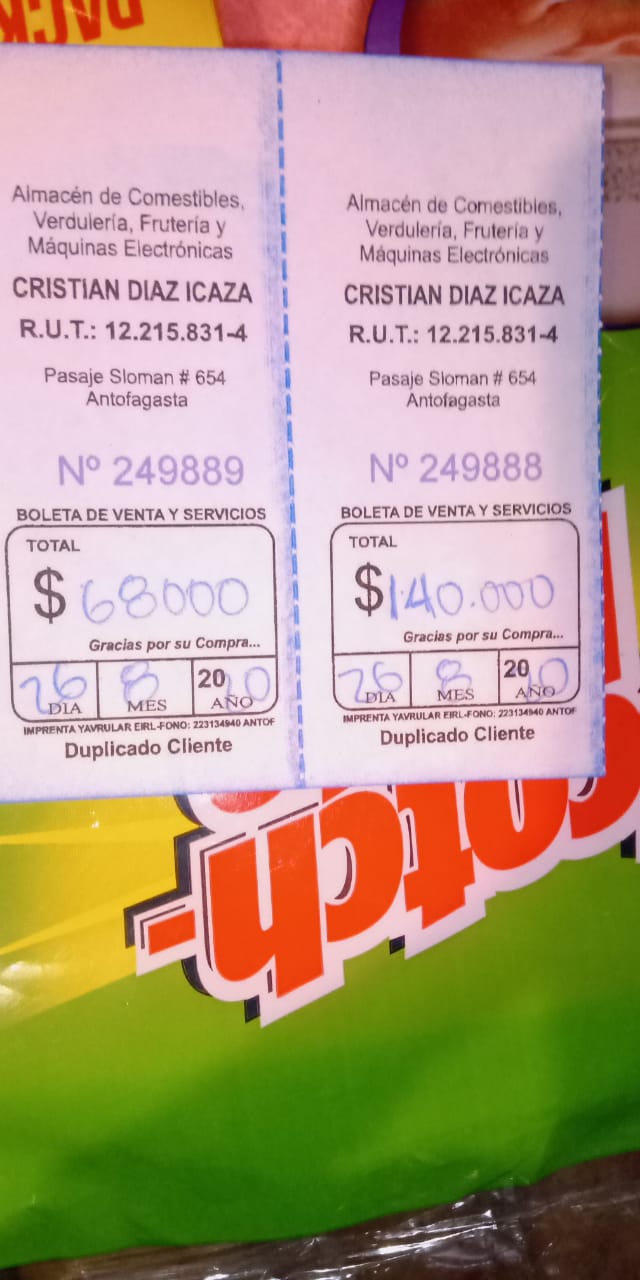 PACK
Almacén de Comestibles,
Verdulería, Frutería y
Máquinas Electrónicas
CRISTIAN DIAZ ICAZA
R.U.T.: 12.215.831-4
Pasaje Sloman # 654
Antofagasta
Nº 249889
BOLETA DE VENTA Y SERVICIOS
TOTAL
$ 68000
Gracias por su Compra...
26 8 2020
DIA MES AÑO
IMPRENTA YAVRULAR EIRL-FONO: 223134940 ANTOF
Duplicado Cliente
Almacén de Comestibles,
Verdulería, Frutería y
Máquinas Electrónicas
CRISTIAN DIAZ ICAZA
R.U.T.: 12.215.831-4
Pasaje Sloman # 654
Antofagasta
Nº 249888
BOLETA DE VENTA Y SERVICIOS
TOTAL
$ 140.000
Gracias por su Compra...
26 8 2020
DIA MES AÑO
IMPRENTA YAVRULAR EIRL-FONO: 223134940 ANTOF
Duplicado Cliente
cotch-